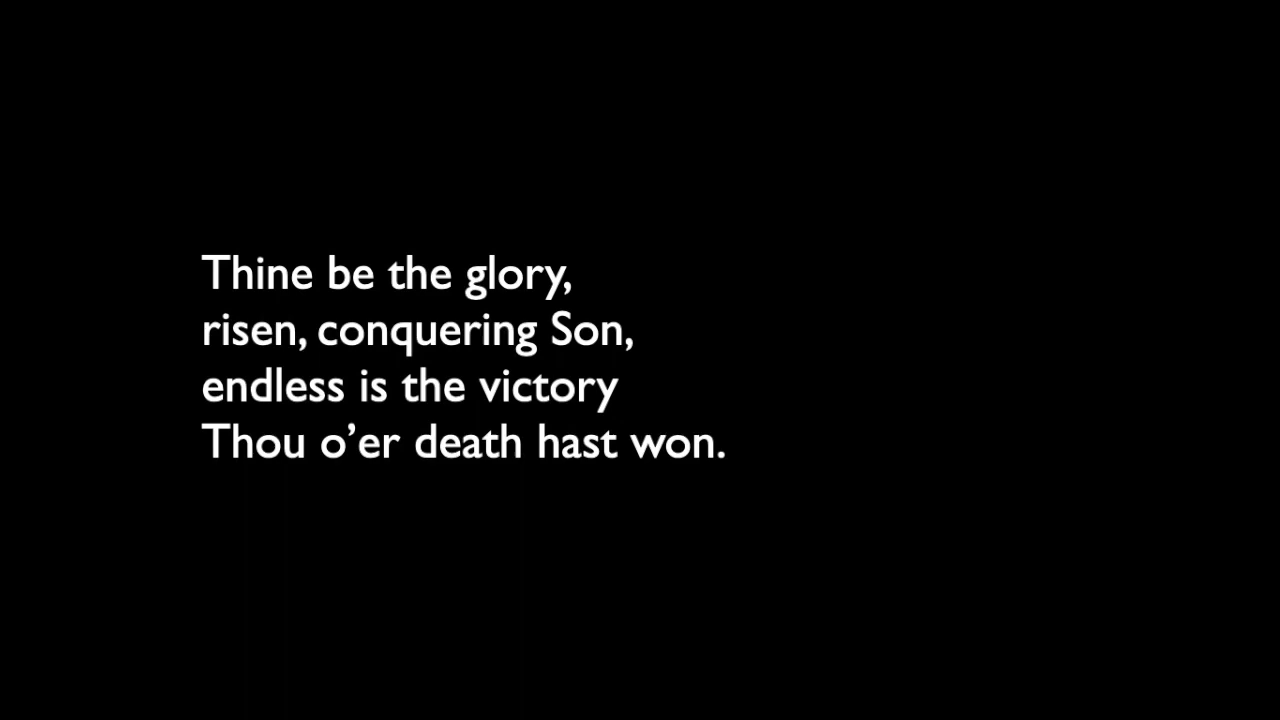 Thine be the glory,
risen, conquering Son,
endless is the victory
Thou o’er death hast won.